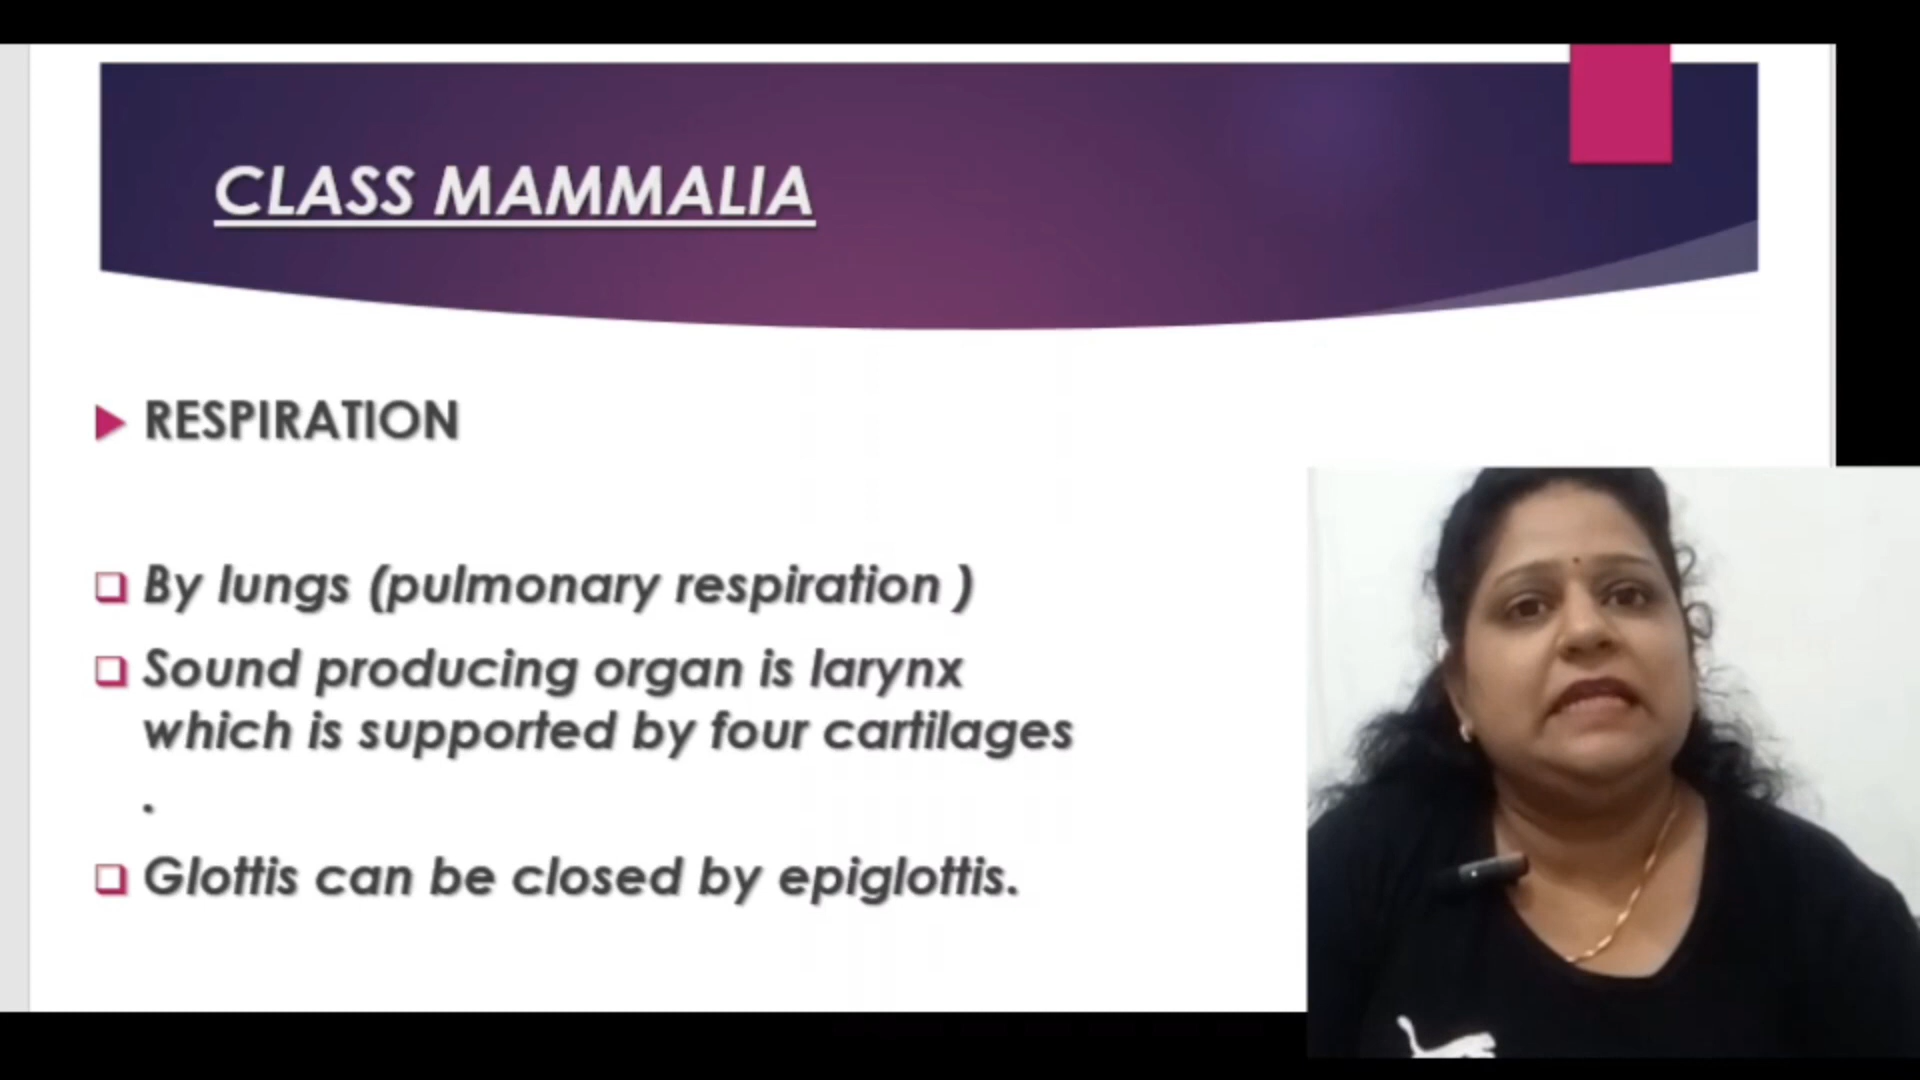 CLASS MAMMALIA
RESPIRATION
By lungs (pulmonary respiration )
Sound producing organ is larynx
which is supported by four cartilages
.
Glottis can be closed by epiglottis.